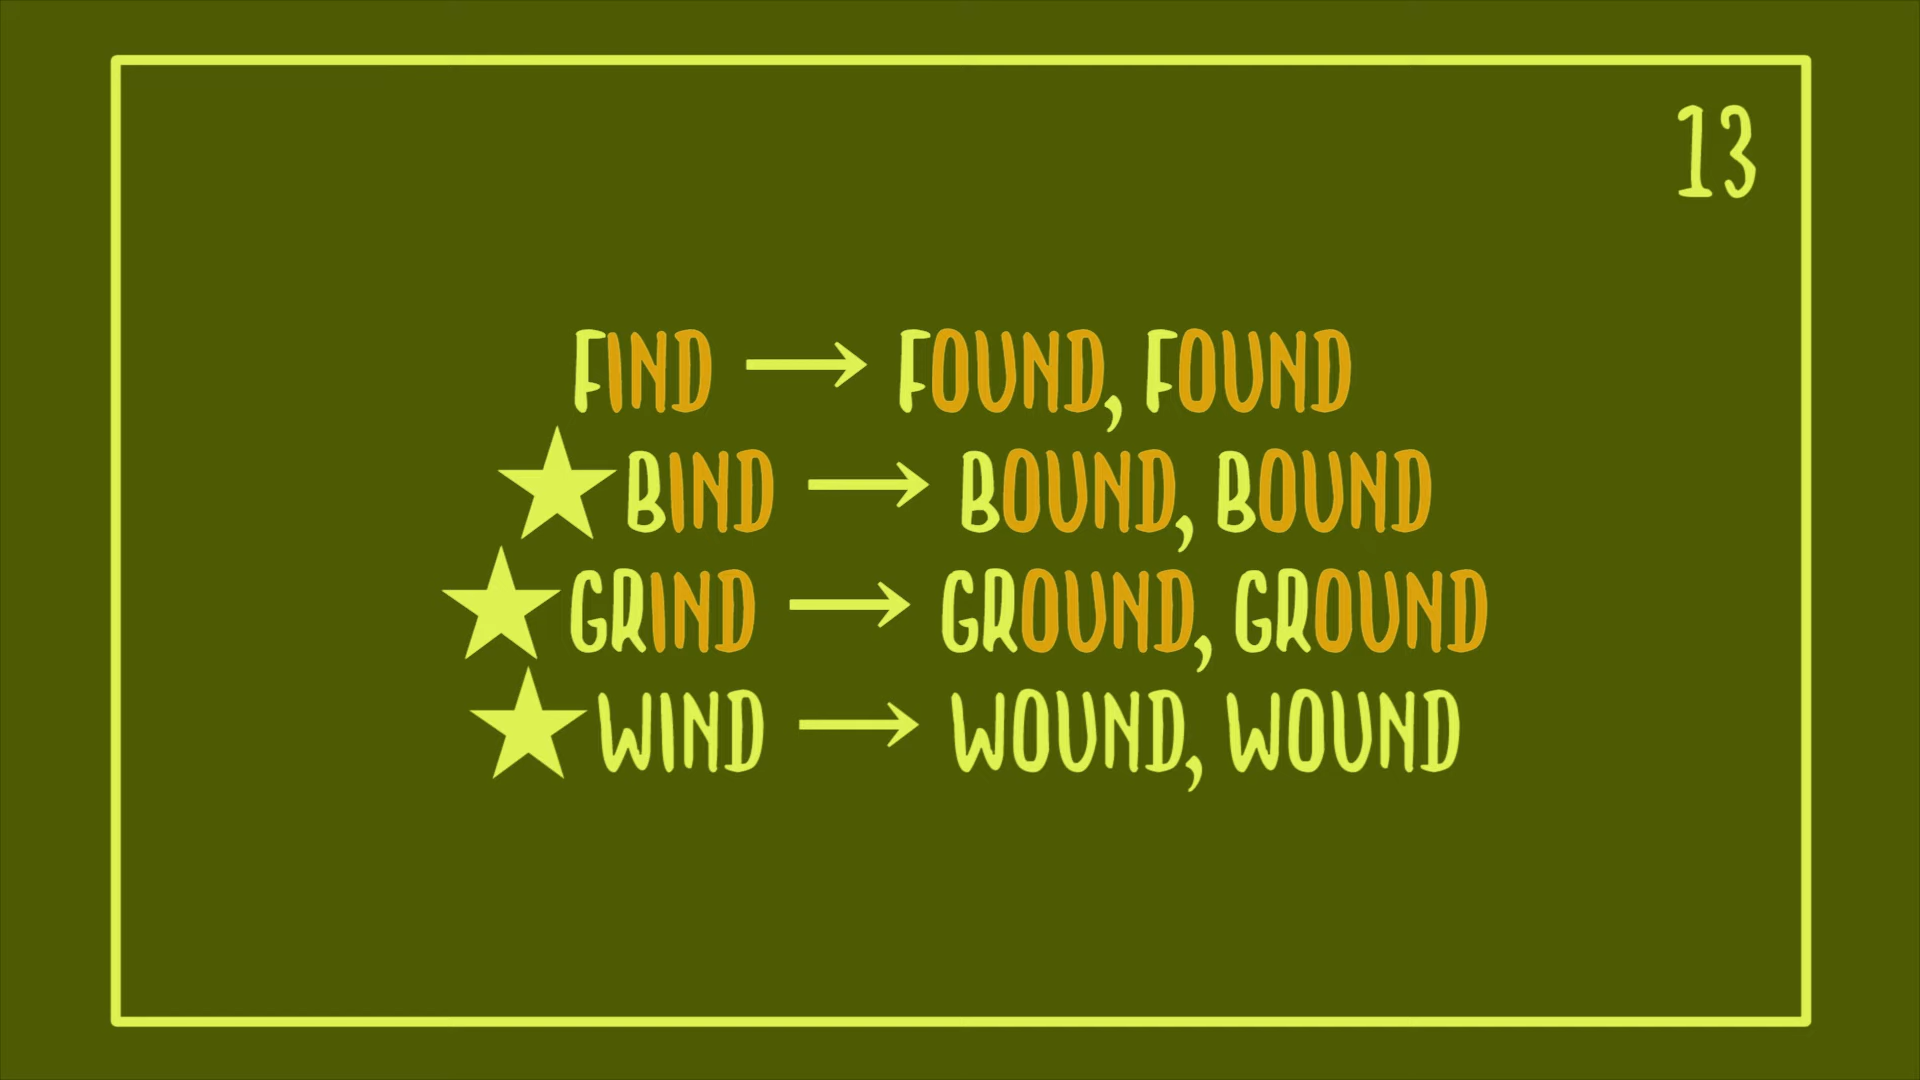 13
FIND → FOUND, FOUND
★BIND → BOUND, BOUND
★GRIND → GROUND, GROUND
★WIND → WOUND, WOUND